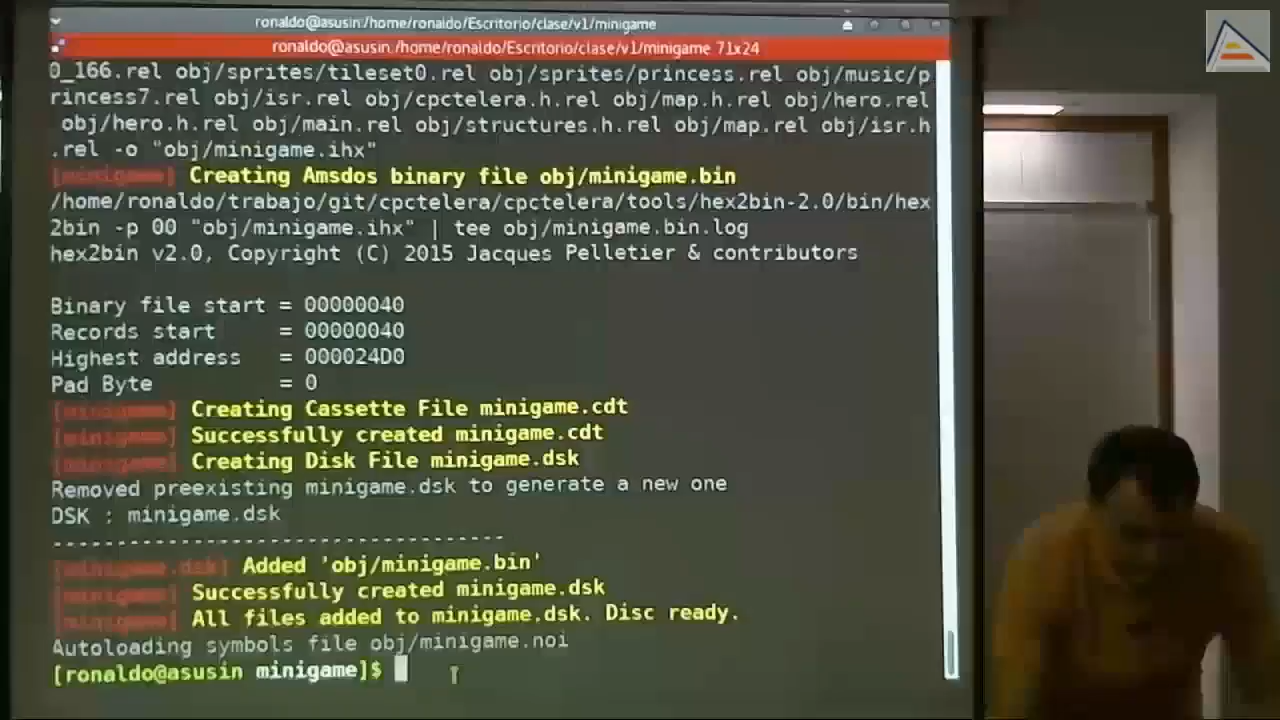 ronaldo@asusin:/home/ronaldo/Escritorio/clase/v1/minigame
ronaldo@asusin:/home/ronaldo/Escritorio/clase/v1/minigame 71x24
0_166.rel obj/sprites/tileset0.rel obj/sprites/princess.rel obj/music/p
rincess7.rel obj/isr.rel obj/cpctelera.h.rel obj/map.h.rel obj/hero.rel
obj/hero.h.rel obj/main.rel obj/structures.h.rel obj/map.rel obj/isr.h
.rel -o "obj/minigame.ihx"
[minigame] Creating Amsdos binary file obj/minigame.bin
/home/ronaldo/trabajo/git/cpctelera/cpctelera/tools/hex2bin-2.0/bin/hex
2bin -p 00 "obj/minigame.ihx" | tee obj/minigame.bin.log
hex2bin v2.0, Copyright (C) 2015 Jacques Pelletier & contributors
Binary file start = 00000040
Records start     = 00000040
Highest address   = 000024D0
Pad Byte          = 0
[minigame] Creating Cassette File minigame.cdt
[minigame] Successfully created minigame.cdt
[minigame] Creating Disk File minigame.dsk
Removed preexisting minigame.dsk to generate a new one
DSK : minigame.dsk
------------------------------------
[minigame.dsk] Added 'obj/minigame.bin'
[minigame] Successfully created minigame.dsk
[minigame] All files added to minigame.dsk. Disc ready.
Autoloading symbols file obj/minigame.noi
[ronaldo@asusin minigame]$